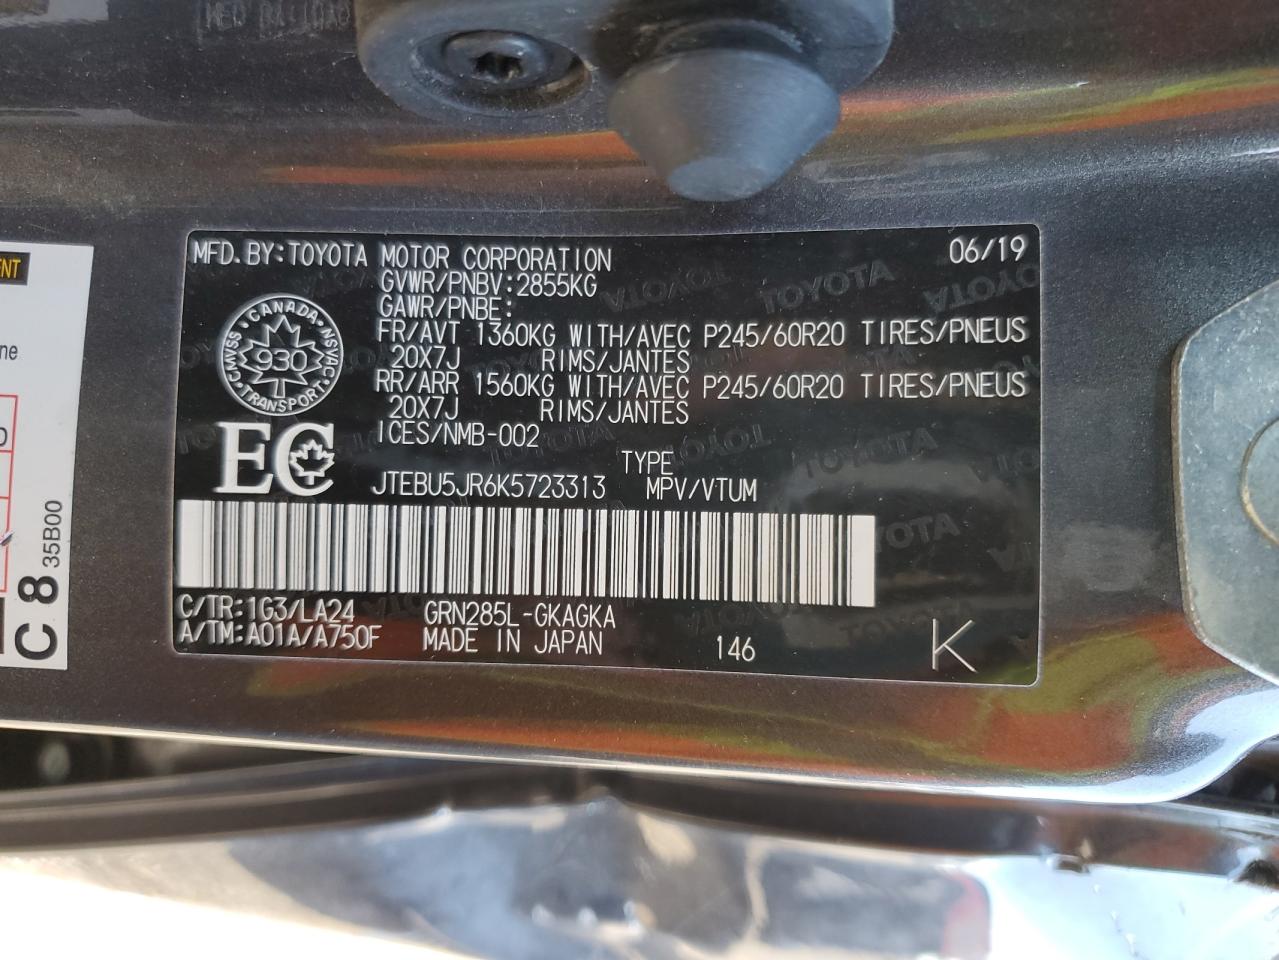 MFD.BY:TOYOTA MOTOR CORPORATION 06/19
GVWR/PNBV:2855KG
GAWR/PNBE:
FR/AVT 1360KG WITH/AVEC P245/60R20 TIRES/PNEUS
20X7J RIMS/JANTES
RR/ARR 1560KG WITH/AVEC P245/60R20 TIRES/PNEUS
20X7J RIMS/JANTES
ICES/NMB-002
CANADA NSVAC TRANSPORT CMVSS
930
EC
TYPE
JTEBU5JR6K5723313 MPV/VTUM
C/TR:1G3/LA24 GRN285L-GKAGKA
A/TM:A01A/A750F MADE IN JAPAN 146 K
TOYOTA TOYOTA TOYOTA
C 8 35B00